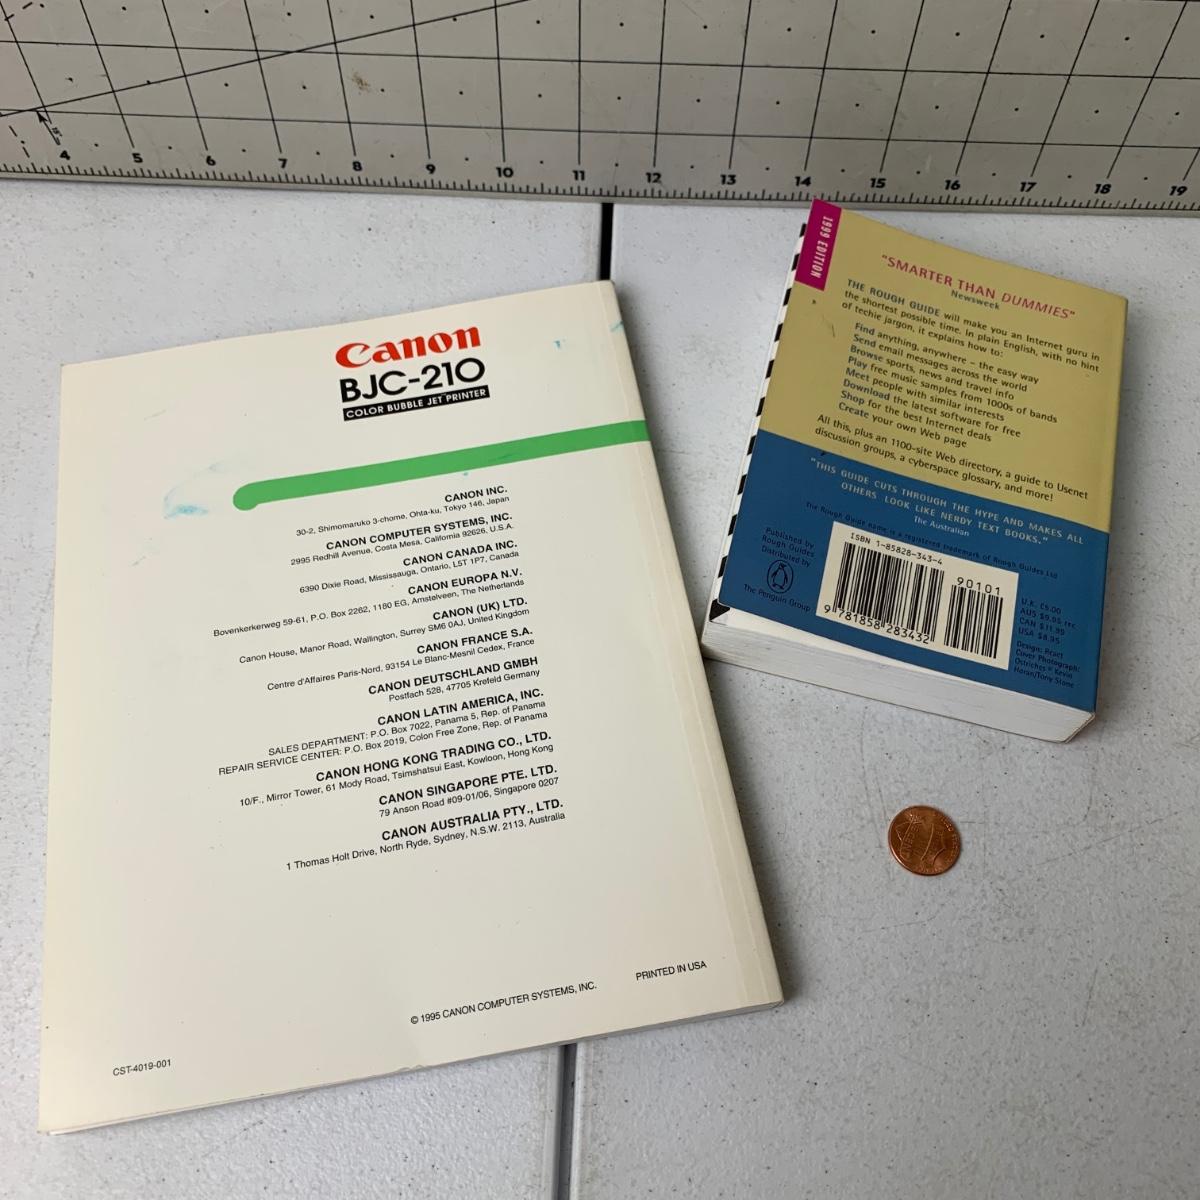 4 5 6 7 8 9 10 11 12 13 14 15 16 17 18 19
Canon
BJC-210
COLOR BUBBLE JET PRINTER
CANON INC.
30-2, Shimomaruko 3-chome, Ohta-ku, Tokyo 146, Japan
CANON COMPUTER SYSTEMS, INC.
2995 Redhill Avenue, Costa Mesa, California 92626, U.S.A.
CANON CANADA INC.
6390 Dixie Road, Mississauga, Ontario, L5T 1P7, Canada
CANON EUROPA N.V.
Bovenkerkerweg 59-61, P.O. Box 2262, 1180 EG, Amstelveen, The Netherlands
CANON (UK) LTD.
Canon House, Manor Road, Wallington, Surrey SM6 0AJ, United Kingdom
CANON FRANCE S.A.
Centre d'Affaires Paris-Nord, 93154 Le Blanc-Mesnil Cedex, France
CANON DEUTSCHLAND GMBH
Postfach 528, 47705 Krefeld Germany
CANON LATIN AMERICA, INC.
SALES DEPARTMENT: P.O. Box 7022, Panama 5, Rep. of Panama
REPAIR SERVICE CENTER: P.O. Box 2019, Colon Free Zone, Rep. of Panama
CANON HONG KONG TRADING CO., LTD.
10/F., Mirror Tower, 61 Mody Road, Tsimshatsui East, Kowloon, Hong Kong
CANON SINGAPORE PTE. LTD.
79 Anson Road #09-01/06, Singapore 0207
CANON AUSTRALIA PTY., LTD.
1 Thomas Holt Drive, North Ryde, Sydney, N.S.W. 2113, Australia
© 1995 CANON COMPUTER SYSTEMS, INC.
PRINTED IN USA
CST-4019-001
1999 EDITION
"SMARTER THAN DUMMIES"
Newsweek
THE ROUGH GUIDE will make you an Internet guru in
the shortest possible time. In plain English, with no hint
of techie jargon, it explains how to:
Find anything, anywhere – the easy way
Send email messages across the world
Browse sports, news and travel info
Play free music samples from 1000s of bands
Meet people with similar interests
Download the latest software for free
Shop for the best Internet deals
Create your own Web page
All this, plus an 1100-site Web directory, a guide to Usenet
discussion groups, a cyberspace glossary, and more!
"THIS GUIDE CUTS THROUGH THE HYPE AND MAKES ALL
OTHERS LOOK LIKE NERDY TEXT BOOKS."
The Australian
The Rough Guide name is a registered trademark of Rough Guides Ltd
Published by
Rough Guides
Distributed by
The Penguin Group
ISBN 1-85828-343-4
90101
9 781858 283432
U.K. £5.00
AUS $9.95 rrc
CAN $11.99
USA $8.95
Design: React
Cover Photograph:
Ostriches © Kevin
Horan/Tony Stone